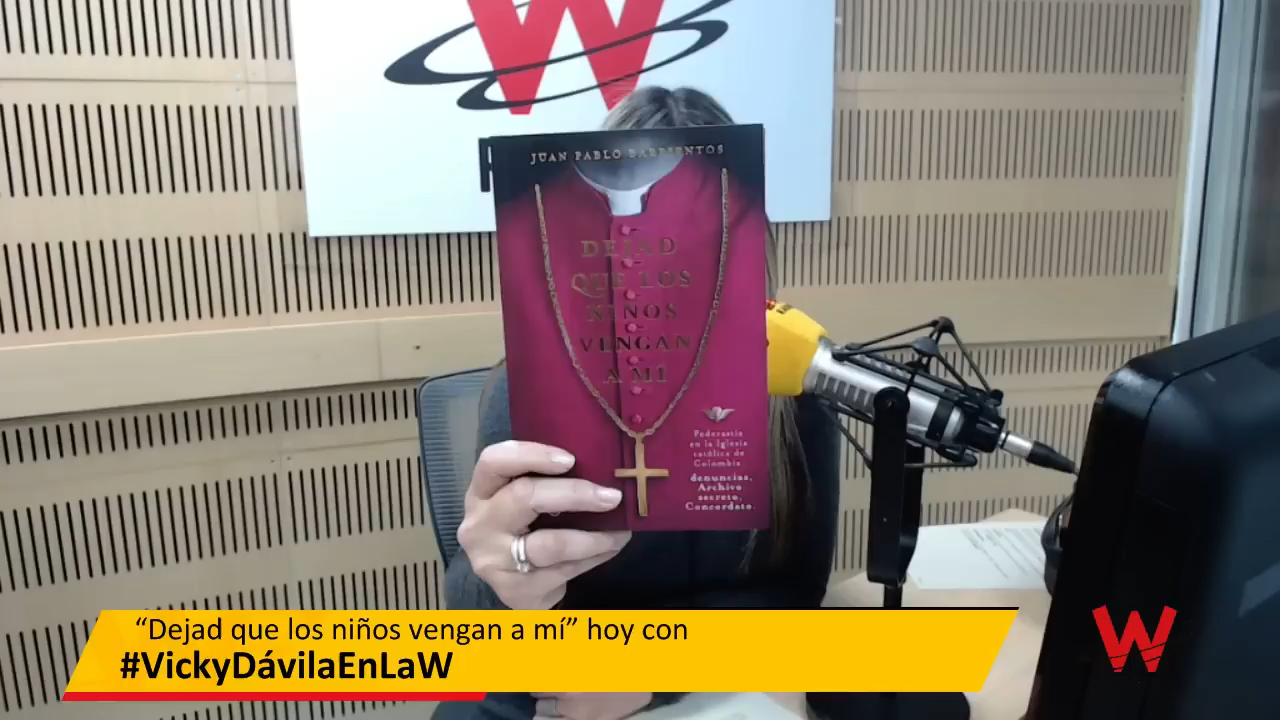 W
JUAN PABLO BARRIENTOS
DEJAD
QUE LOS
NIÑOS
VENGAN
A MÍ
Pederastia
en la Iglesia
católica de
Colombia
denuncias,
Archivo
secreto,
Concordato.
“Dejad que los niños vengan a mí” hoy con
#VickyDávilaEnLaW
W